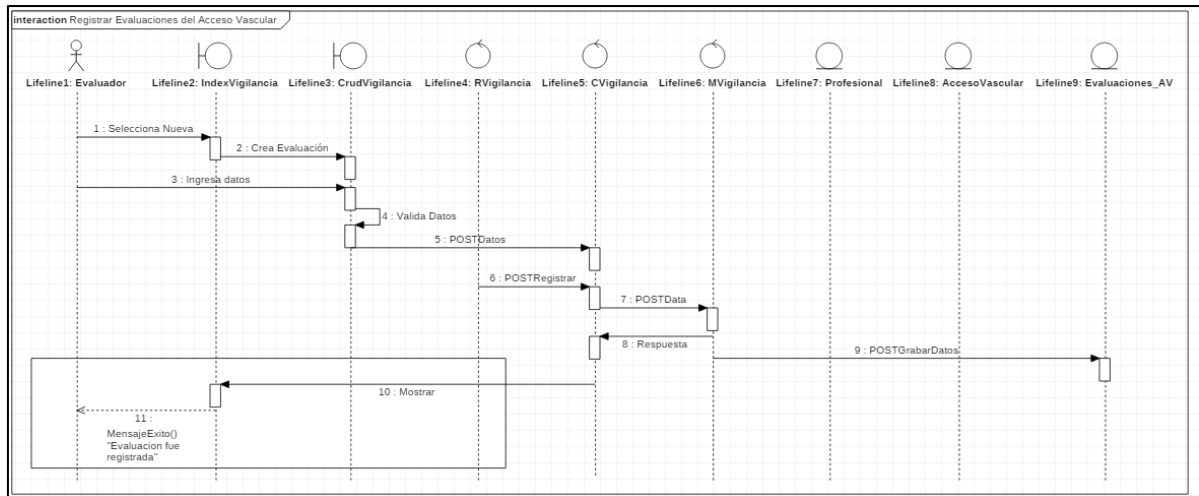 interaction Registrar Evaluaciones del Acceso Vascular
Lifeline1: Evaluador
Lifeline2: IndexVigilancia
Lifeline3: CrudVigilancia
Lifeline4: RVigilancia
Lifeline5: CVigilancia
Lifeline6: MVigilancia
Lifeline7: Profesional
Lifeline8: AccesoVascular
Lifeline9: Evaluaciones_AV
1 : Selecciona Nueva
2 : Crea Evaluación
3 : Ingresa datos
4 : Valida Datos
5 : POSTDatos
6 : POSTRegistrar
7 : POSTData
8 : Respuesta
9 : POSTGrabarDatos
10 : Mostrar
11 :
MensajeExito()
"Evaluacion fue
registrada"